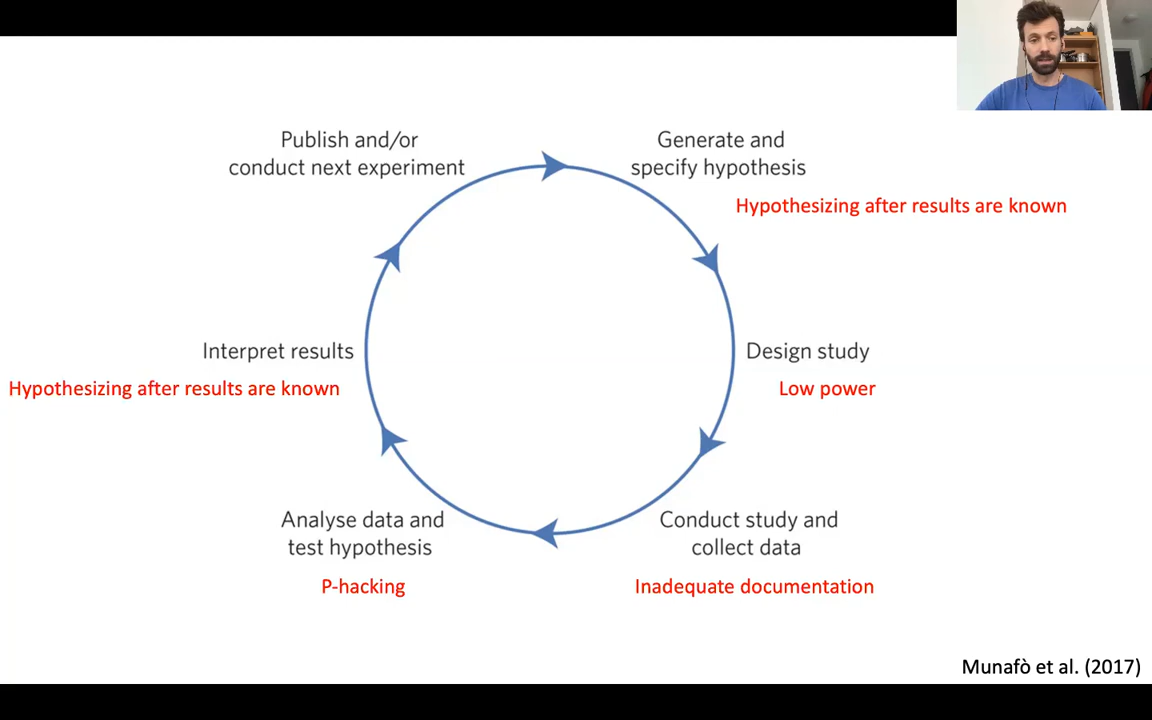 Publish and/or
conduct next experiment
Generate and
specify hypothesis
Hypothesizing after results are known
Interpret results
Hypothesizing after results are known
Design study
Low power
Analyse data and
test hypothesis
P-hacking
Conduct study and
collect data
Inadequate documentation
Munafò et al. (2017)